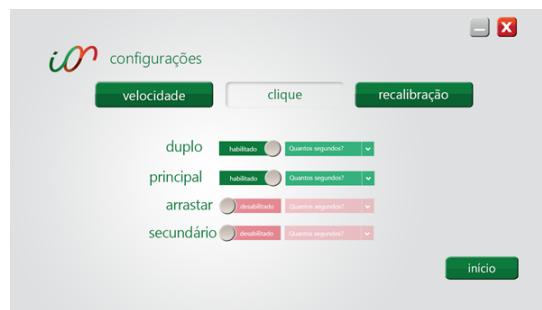 ion configurações
velocidade clique recalibração
duplo habilitado Quantos segundos?
principal habilitado Quantos segundos?
arrastar desabilitado Quantos segundos?
secundário desabilitado Quantos segundos?
início